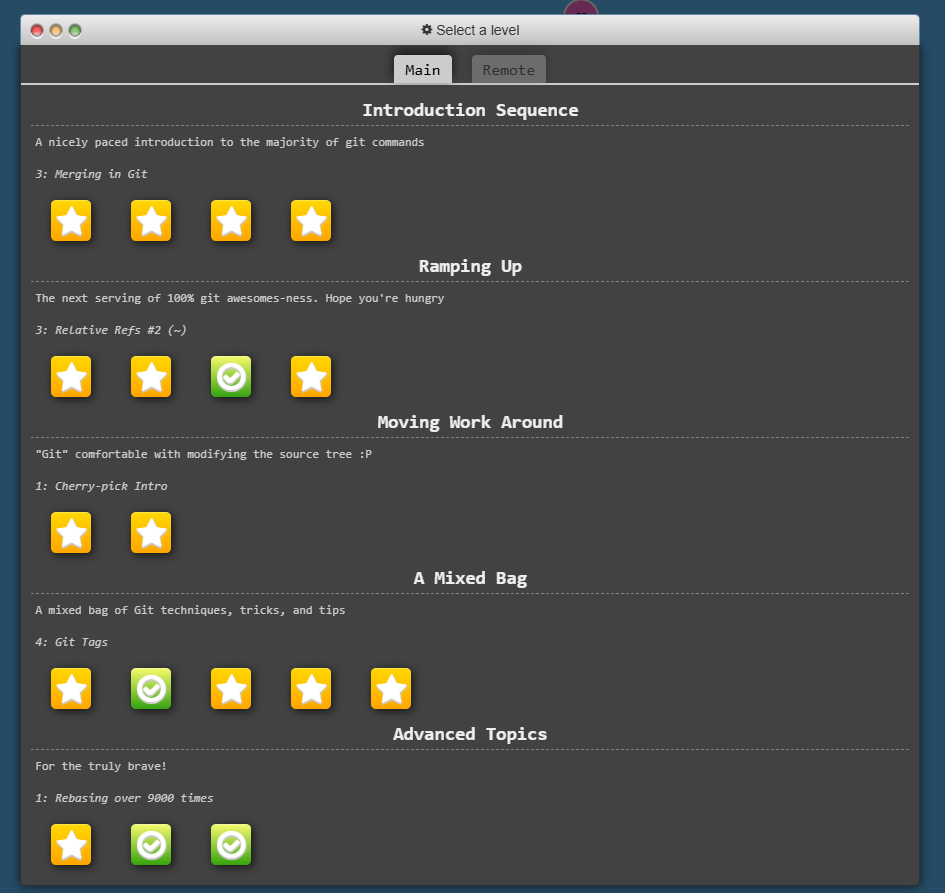 Select a level
Main Remote
Introduction Sequence
A nicely paced introduction to the majority of git commands
3: Merging in Git
Ramping Up
The next serving of 100% git awesomes-ness. Hope you're hungry
3: Relative Refs #2 (~)
Moving Work Around
"Git" comfortable with modifying the source tree :P
1: Cherry-pick Intro
A Mixed Bag
A mixed bag of Git techniques, tricks, and tips
4: Git Tags
Advanced Topics
For the truly brave!
1: Rebasing over 9000 times